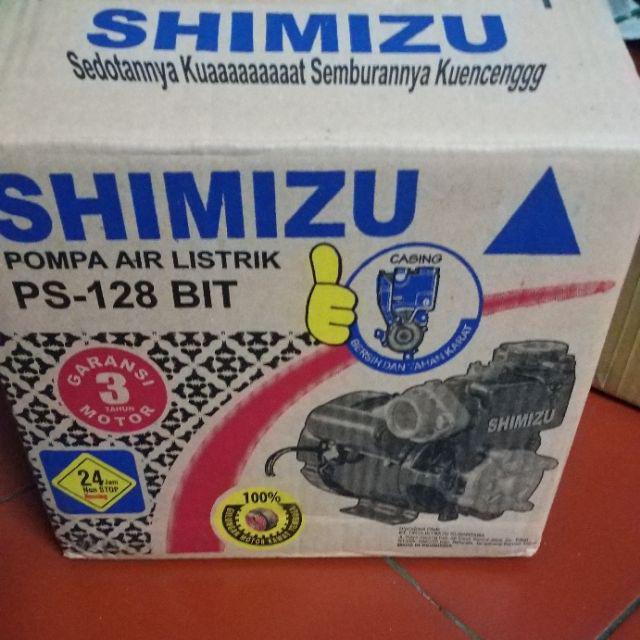 SHIMIZU
Sedotannya Kuaaaaaaaaaat Semburannya Kuencenggg
SHIMIZU
POMPA AIR LISTRIK
PS-128 BIT
CASING
BERSIH DAN TAHAN KARAT
GARANSI
3
TAHUN
MOTOR
SHIMIZU
24 Jam
Non STOP
100%